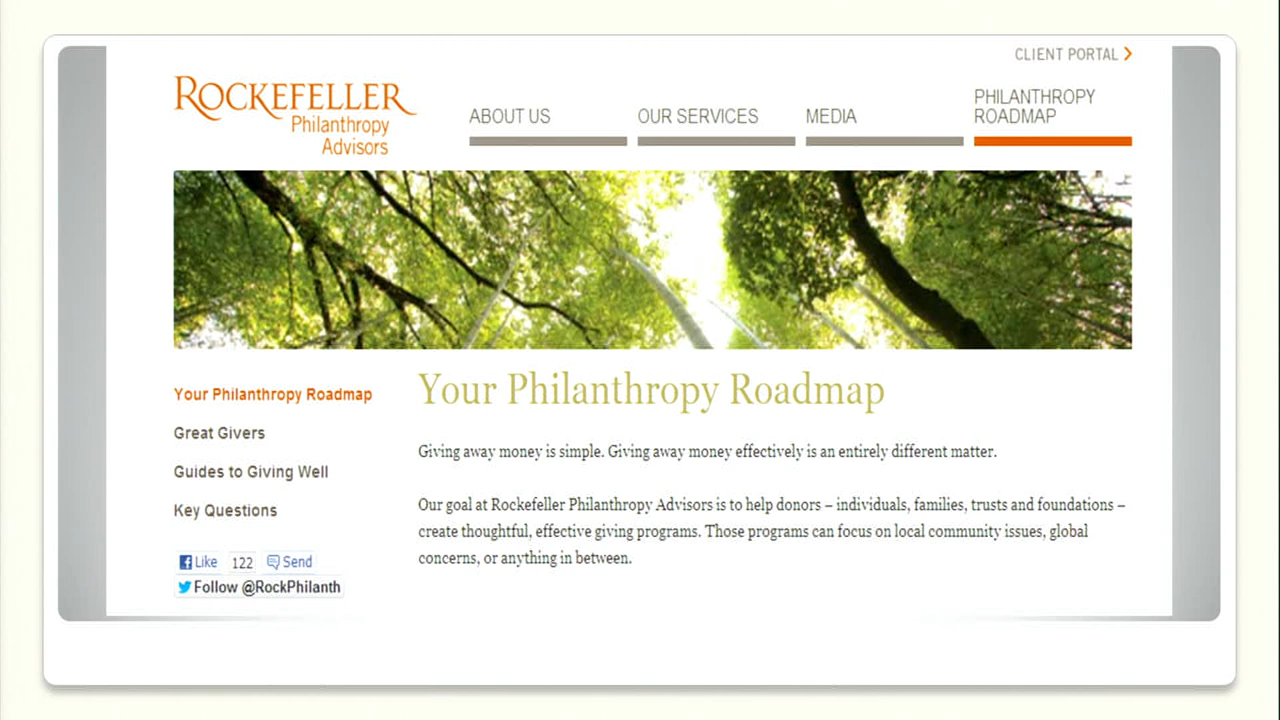 CLIENT PORTAL
ROCKEFELLER
Philanthropy
Advisors
ABOUT US
OUR SERVICES
MEDIA
PHILANTHROPY
ROADMAP
Your Philanthropy Roadmap
Great Givers
Guides to Giving Well
Key Questions
Like 122 Send
Follow @RockPhilanth
Your Philanthropy Roadmap
Giving away money is simple. Giving away money effectively is an entirely different matter.
Our goal at Rockefeller Philanthropy Advisors is to help donors – individuals, families, trusts and foundations –
create thoughtful, effective giving programs. Those programs can focus on local community issues, global
concerns, or anything in between.